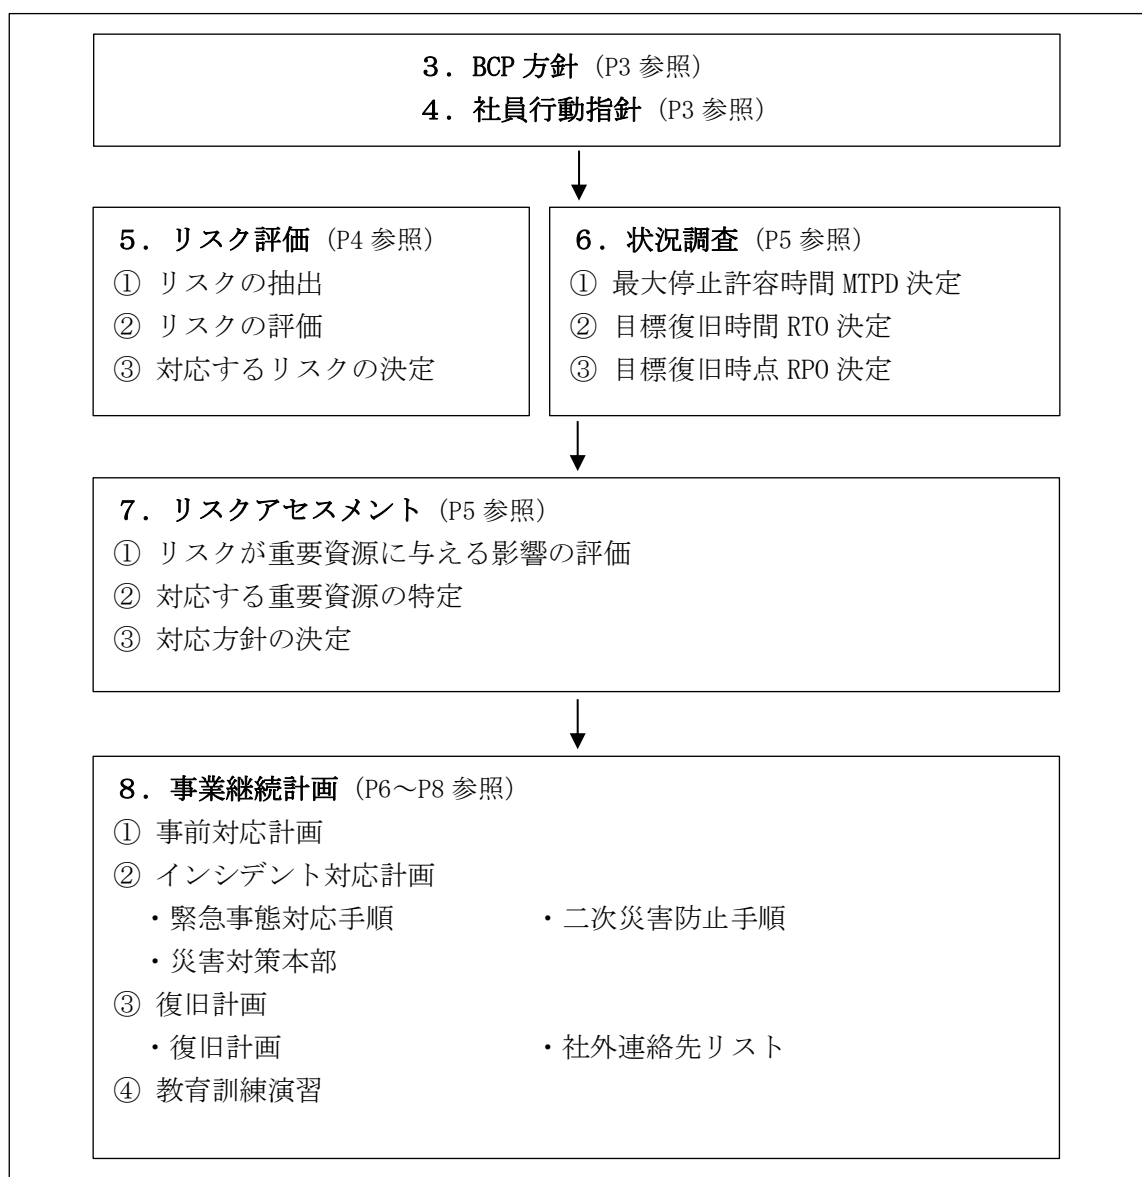 ３．BCP 方針（P3 参照）
４．社員行動指針（P3 参照）
５．リスク評価（P4 参照）
① リスクの抽出
② リスクの評価
③ 対応するリスクの決定
６．状況調査（P5 参照）
① 最大停止許容時間 MTPD 決定
② 目標復旧時間 RTO 決定
③ 目標復旧時点 RPO 決定
７．リスクアセスメント（P5 参照）
① リスクが重要資源に与える影響の評価
② 対応する重要資源の特定
③ 対応方針の決定
８．事業継続計画（P6～P8 参照）
① 事前対応計画
② インシデント対応計画
・緊急事態対応手順　・二次災害防止手順
・災害対策本部
③ 復旧計画
・復旧計画　・社外連絡先リスト
④ 教育訓練演習